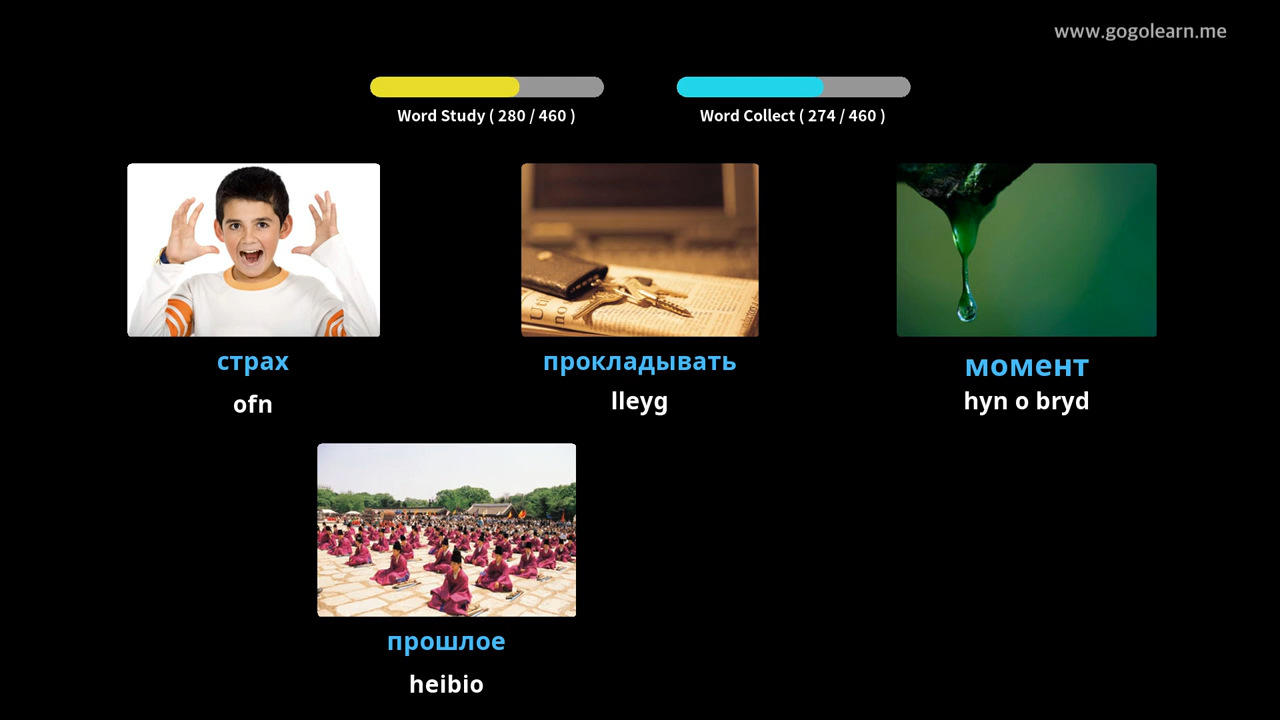 www.gogolearn.me
Word Study ( 280 / 460 )
Word Collect ( 274 / 460 )
страх
ofn
прокладывать
lleyg
момент
hyn o bryd
прошлое
heibio